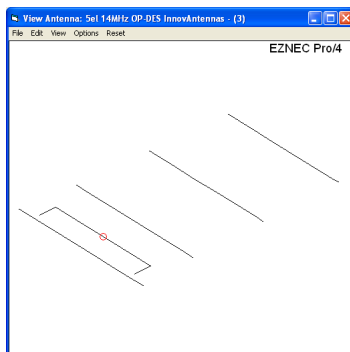 View Antenna: 5el 14MHz OP-DES InnovAntennas - (3)
File Edit View Options Reset
EZNEC Pro/4